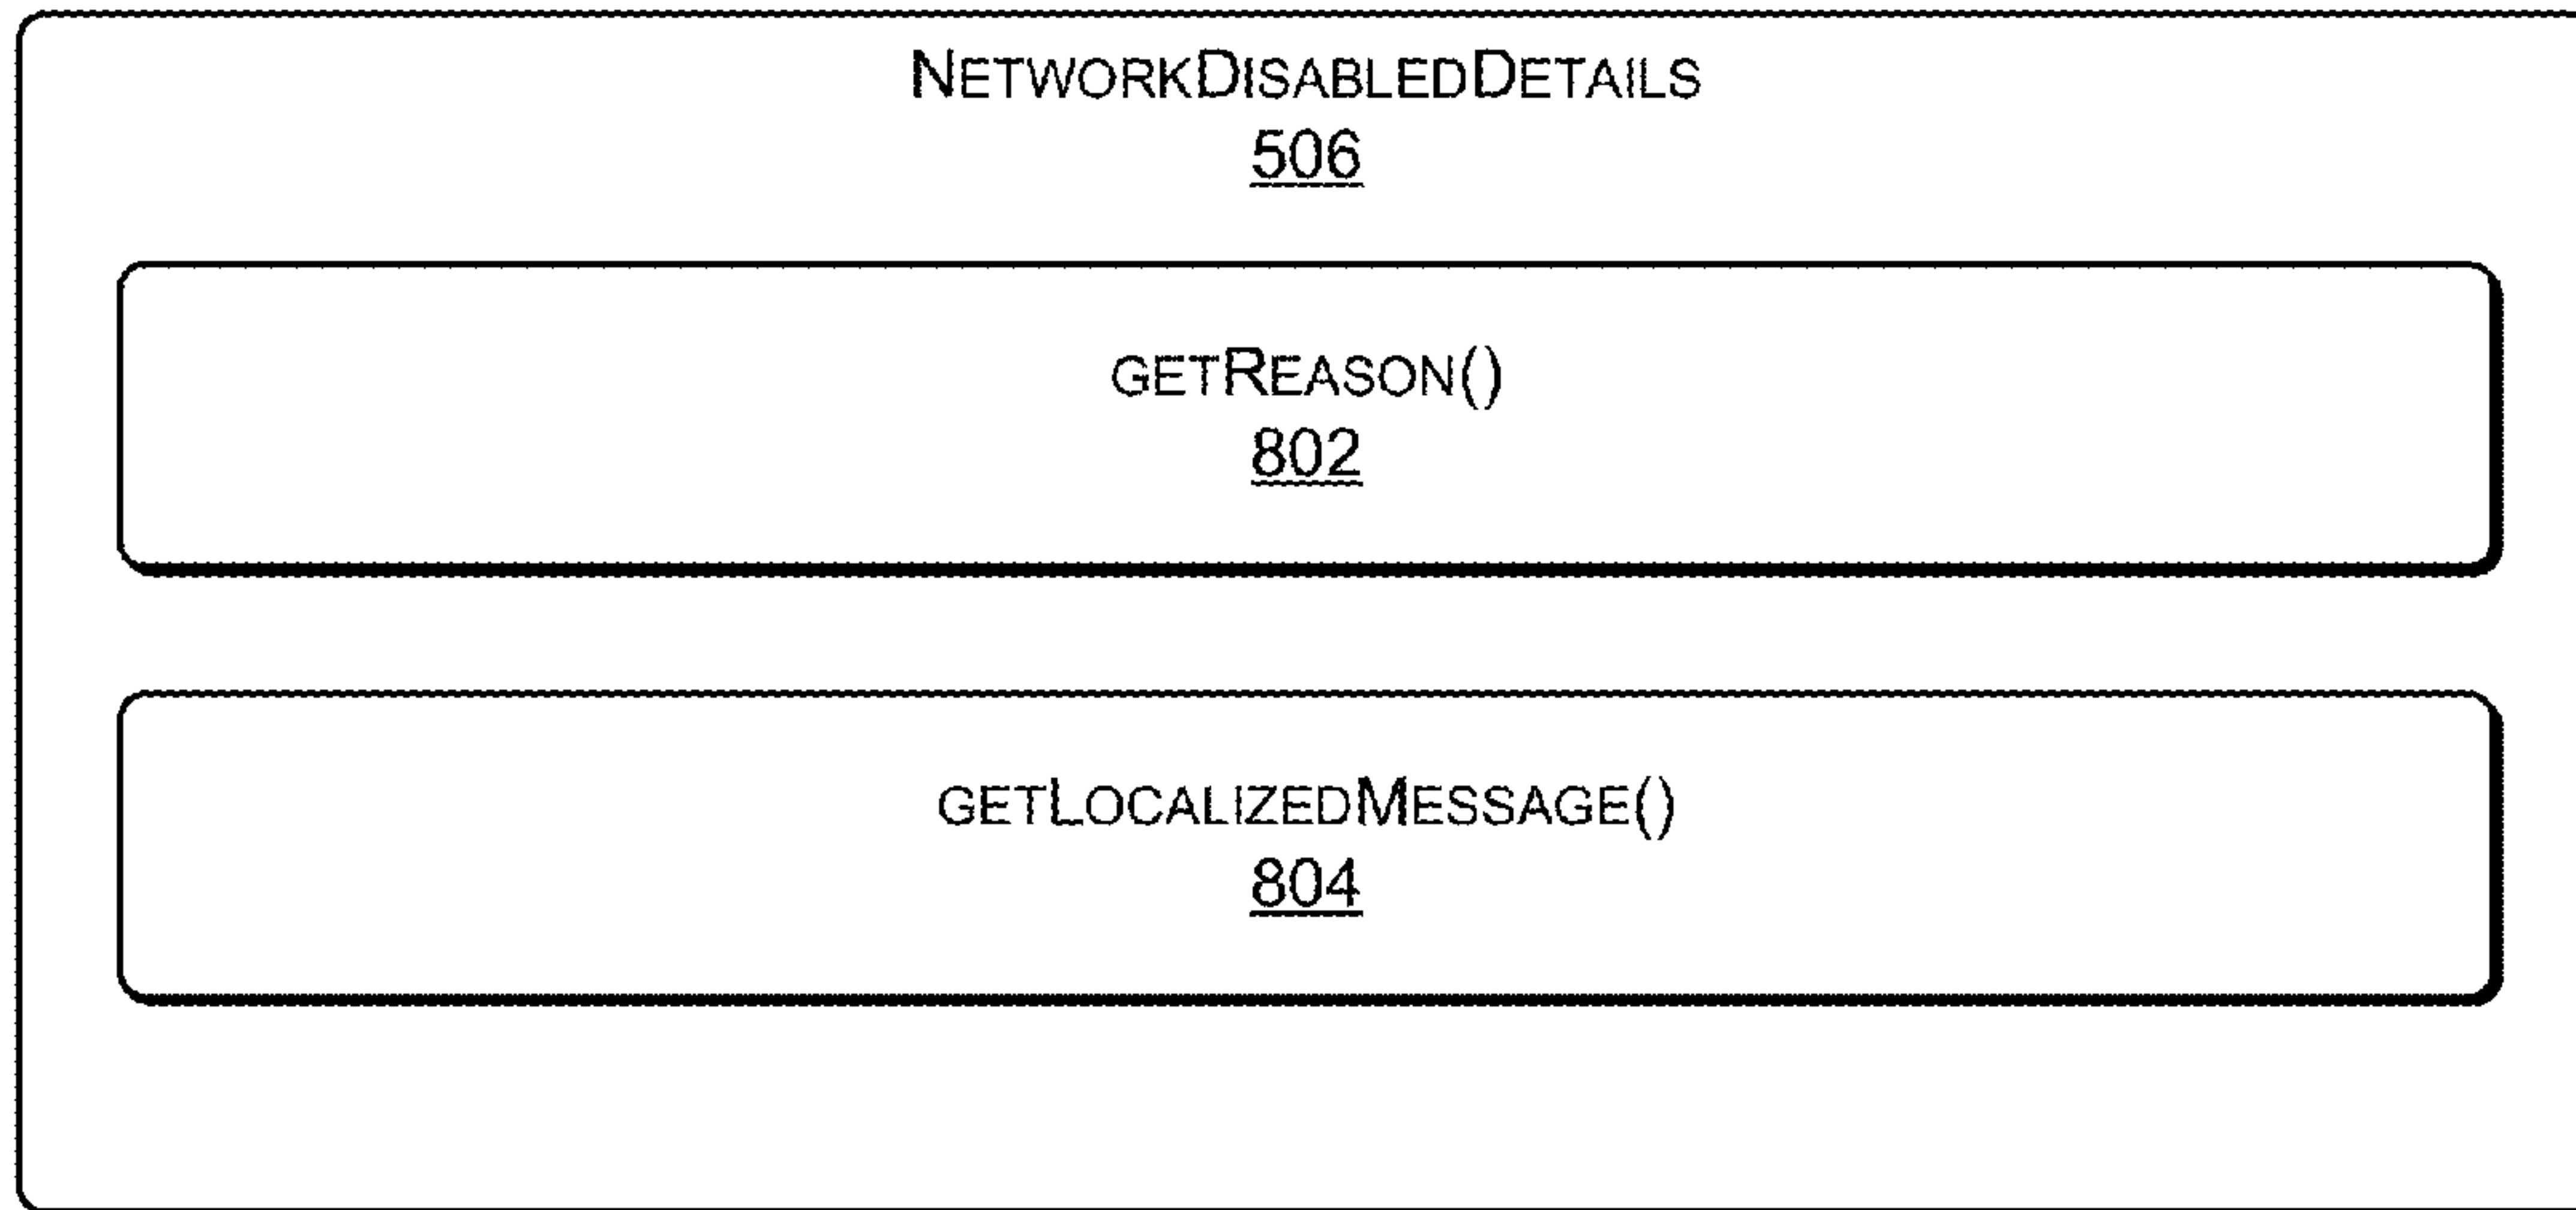 NETWORKDISABLEDDETAILS
506
GETREASON()
802
GETLOCALIZEDMESSAGE()
804